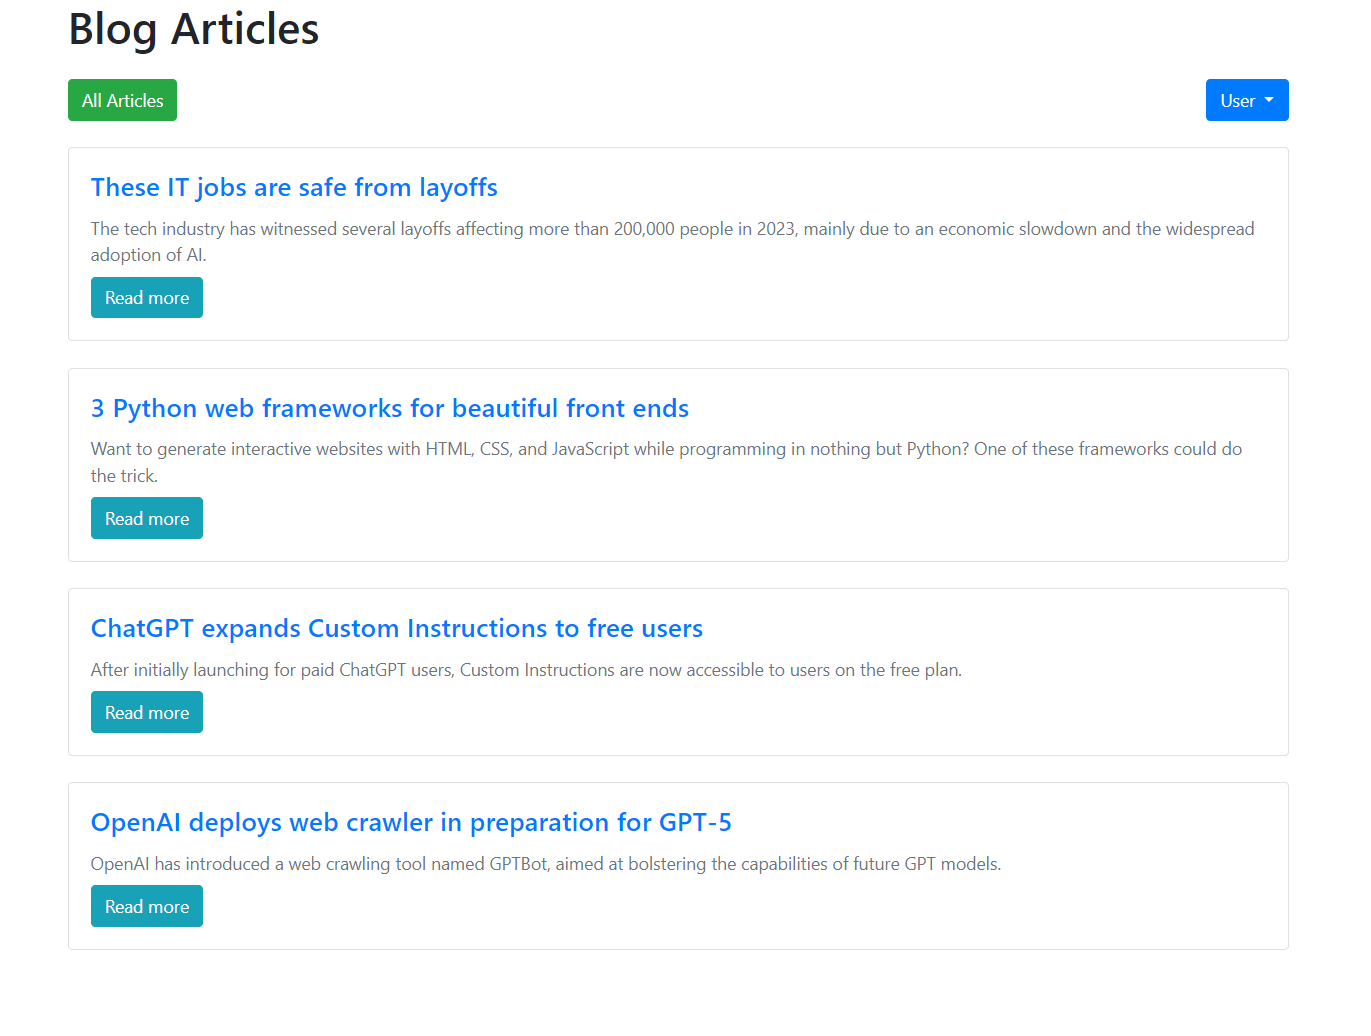 Blog Articles
All Articles
User
These IT jobs are safe from layoffs
The tech industry has witnessed several layoffs affecting more than 200,000 people in 2023, mainly due to an economic slowdown and the widespread
adoption of AI.
Read more
3 Python web frameworks for beautiful front ends
Want to generate interactive websites with HTML, CSS, and JavaScript while programming in nothing but Python? One of these frameworks could do
the trick.
Read more
ChatGPT expands Custom Instructions to free users
After initially launching for paid ChatGPT users, Custom Instructions are now accessible to users on the free plan.
Read more
OpenAI deploys web crawler in preparation for GPT-5
OpenAI has introduced a web crawling tool named GPTBot, aimed at bolstering the capabilities of future GPT models.
Read more